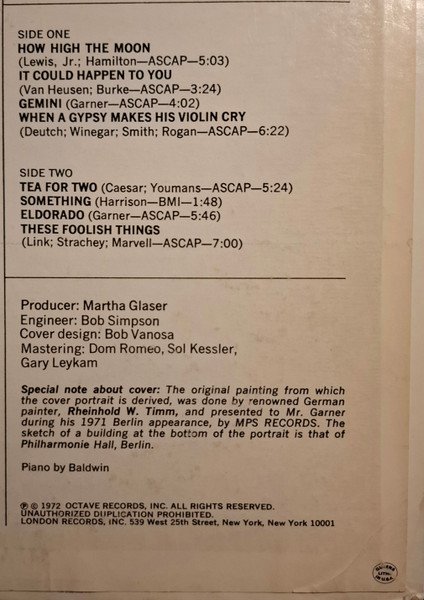 SIDE ONE
HOW HIGH THE MOON
(Lewis, Jr.; Hamilton—ASCAP—5:03)
IT COULD HAPPEN TO YOU
(Van Heusen; Burke—ASCAP—3:24)
GEMINI (Garner—ASCAP—4:02)
WHEN A GYPSY MAKES HIS VIOLIN CRY
(Deutch; Winegar; Smith; Rogan—ASCAP—6:22)
SIDE TWO
TEA FOR TWO (Caesar; Youmans—ASCAP—5:24)
SOMETHING (Harrison—BMI—1:48)
ELDORADO (Garner—ASCAP—5:46)
THESE FOOLISH THINGS
(Link; Strachey; Marvell—ASCAP—7:00)
Producer: Martha Glaser
Engineer: Bob Simpson
Cover design: Bob Vanosa
Mastering: Dom Romeo, Sol Kessler,
Gary Leykam
Special note about cover: The original painting from which
the cover portrait is derived, was done by renowned German
painter, Rheinhold W. Timm, and presented to Mr. Garner
during his 1971 Berlin appearance, by MPS RECORDS. The
sketch of a building at the bottom of the portrait is that of
Philharmonie Hall, Berlin.
Piano by Baldwin
℗ © 1972 OCTAVE RECORDS, INC. ALL RIGHTS RESERVED.
UNAUTHORIZED DUPLICATION PROHIBITED.
LONDON RECORDS, INC. 539 West 25th Street, New York, New York 10001
LITH.
IN U.S.A.